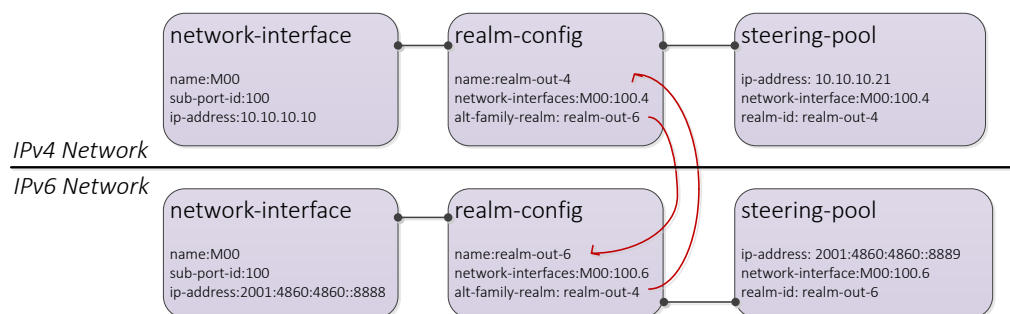 network-interface
name:M00
sub-port-id:100
ip-address:10.10.10.10
realm-config
name:realm-out-4
network-interfaces:M00:100.4
alt-family-realm: realm-out-6
steering-pool
ip-address: 10.10.10.21
network-interface:M00:100.4
realm-id: realm-out-4
IPv4 Network
IPv6 Network
network-interface
name:M00
sub-port-id:100
ip-address:2001:4860:4860::8888
realm-config
name:realm-out-6
network-interfaces:M00:100.6
alt-family-realm: realm-out-4
steering-pool
ip-address: 2001:4860:4860::8889
network-interface:M00:100.6
realm-id: realm-out-6